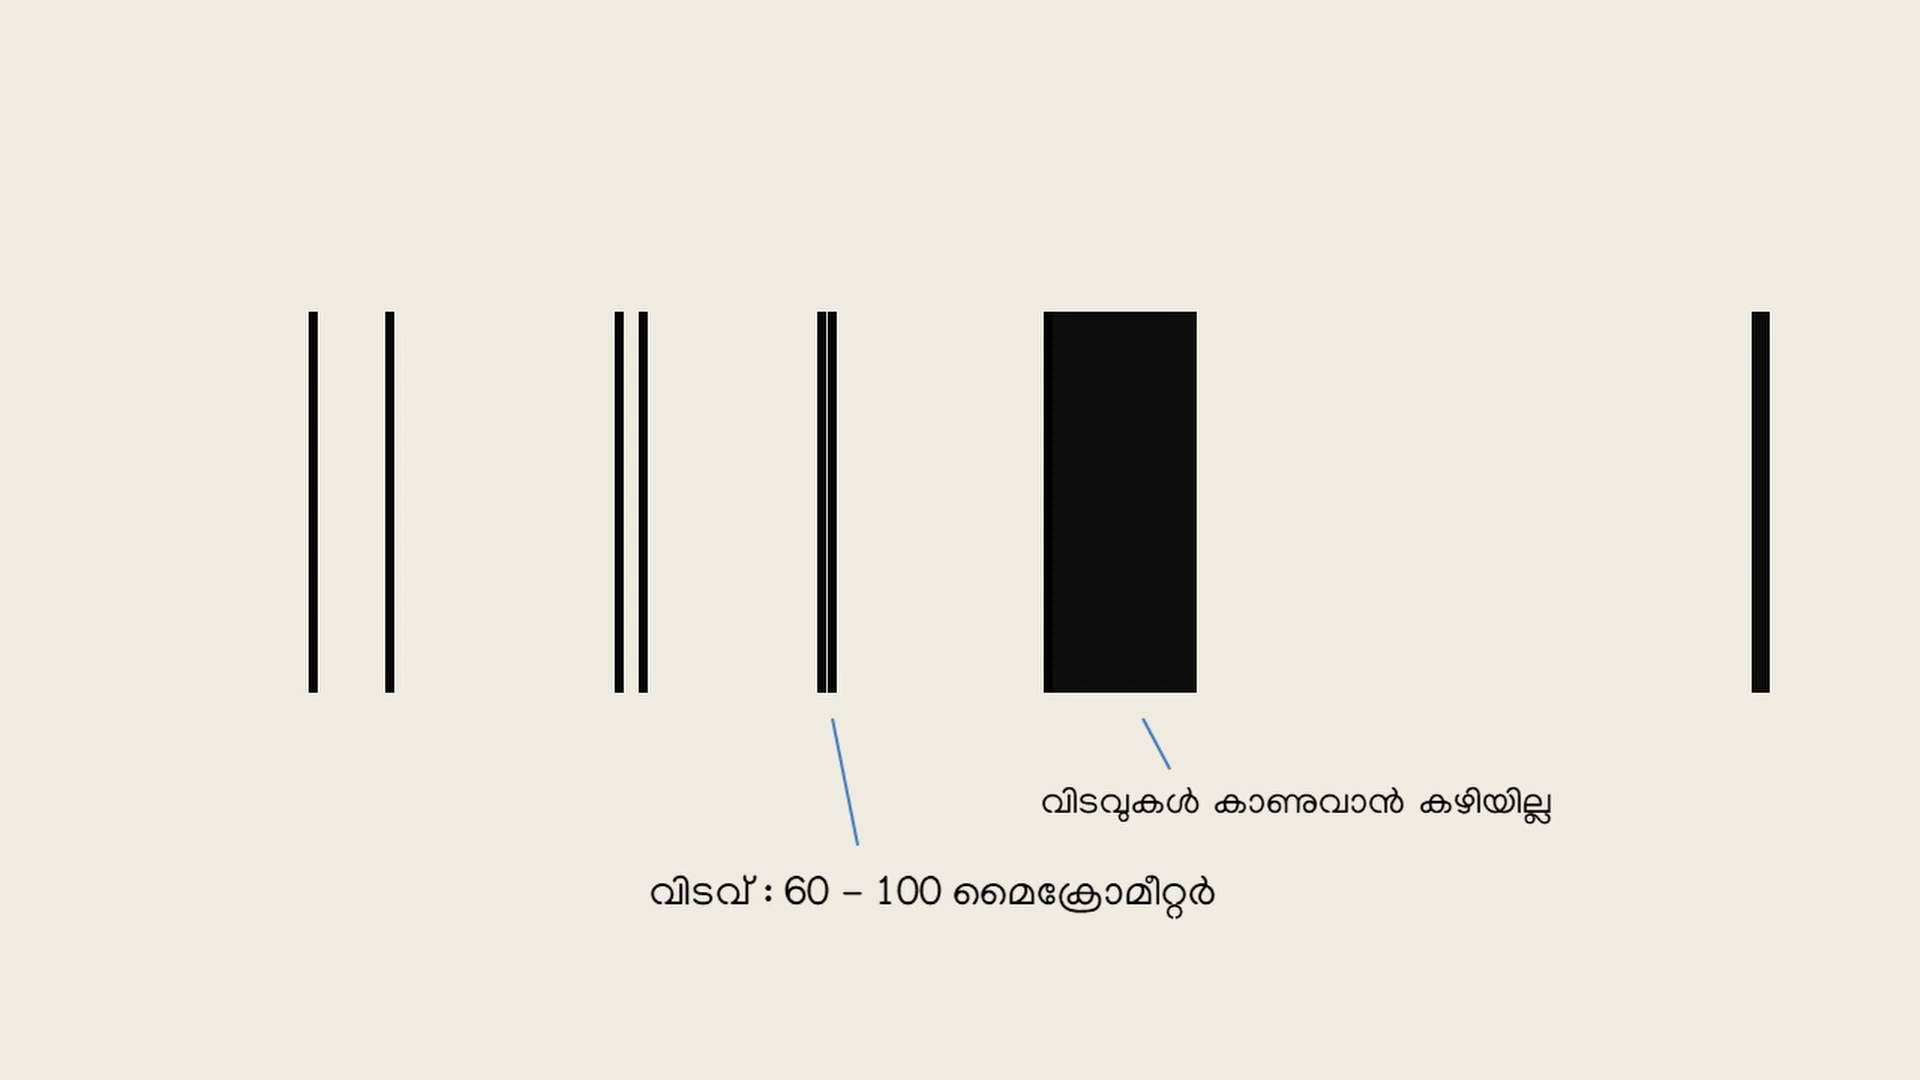 വിടവുകൾ കാണുവാൻ കഴിയില്ല
വിടവ് : 60 – 100 മൈക്രോമീറ്റർ